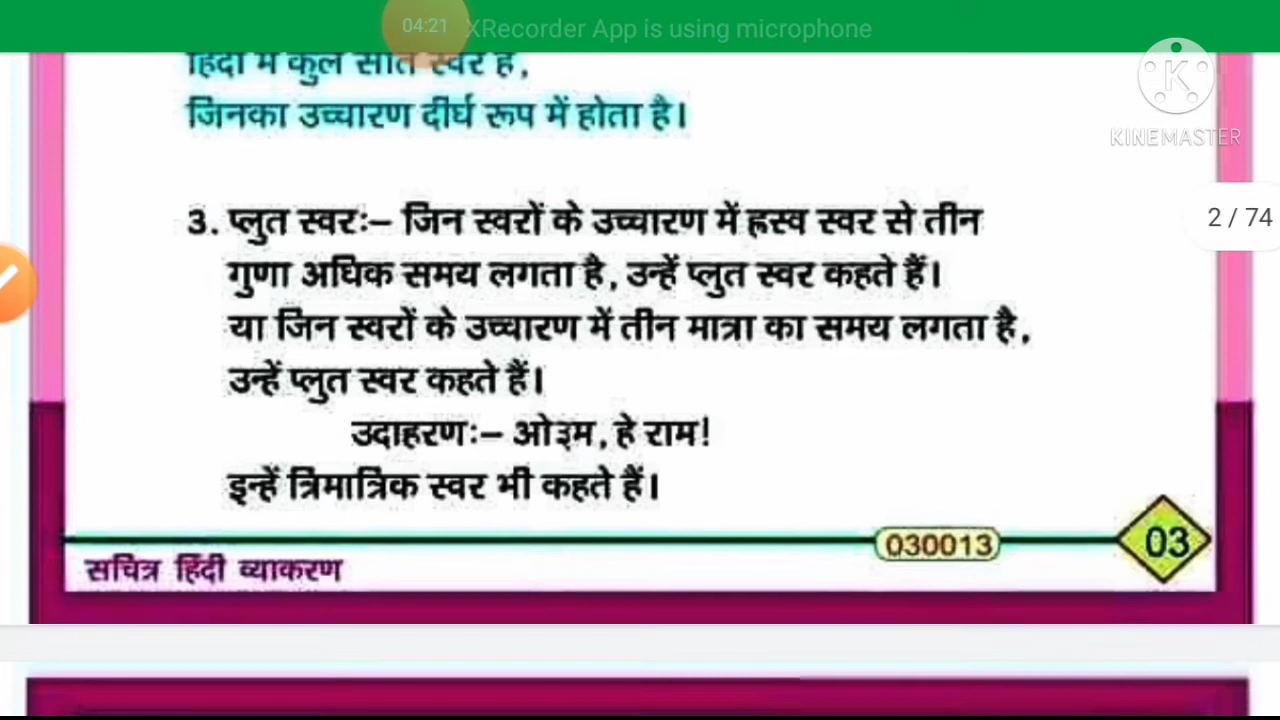 04:21 XRecorder App is using microphone
हिंदी में कुल सात स्वर हैं,
जिनका उच्चारण दीर्घ रूप में होता है।
K
KINEMASTER
2 / 74
3. प्लुत स्वरः– जिन स्वरों के उच्चारण में ह्रस्व स्वर से तीन
गुणा अधिक समय लगता है, उन्हें प्लुत स्वर कहते हैं।
या जिन स्वरों के उच्चारण में तीन मात्रा का समय लगता है,
उन्हें प्लुत स्वर कहते हैं।
उदाहरणः– ओ३म, हे राम!
इन्हें त्रिमात्रिक स्वर भी कहते हैं।
030013
03
सचित्र हिंदी व्याकरण